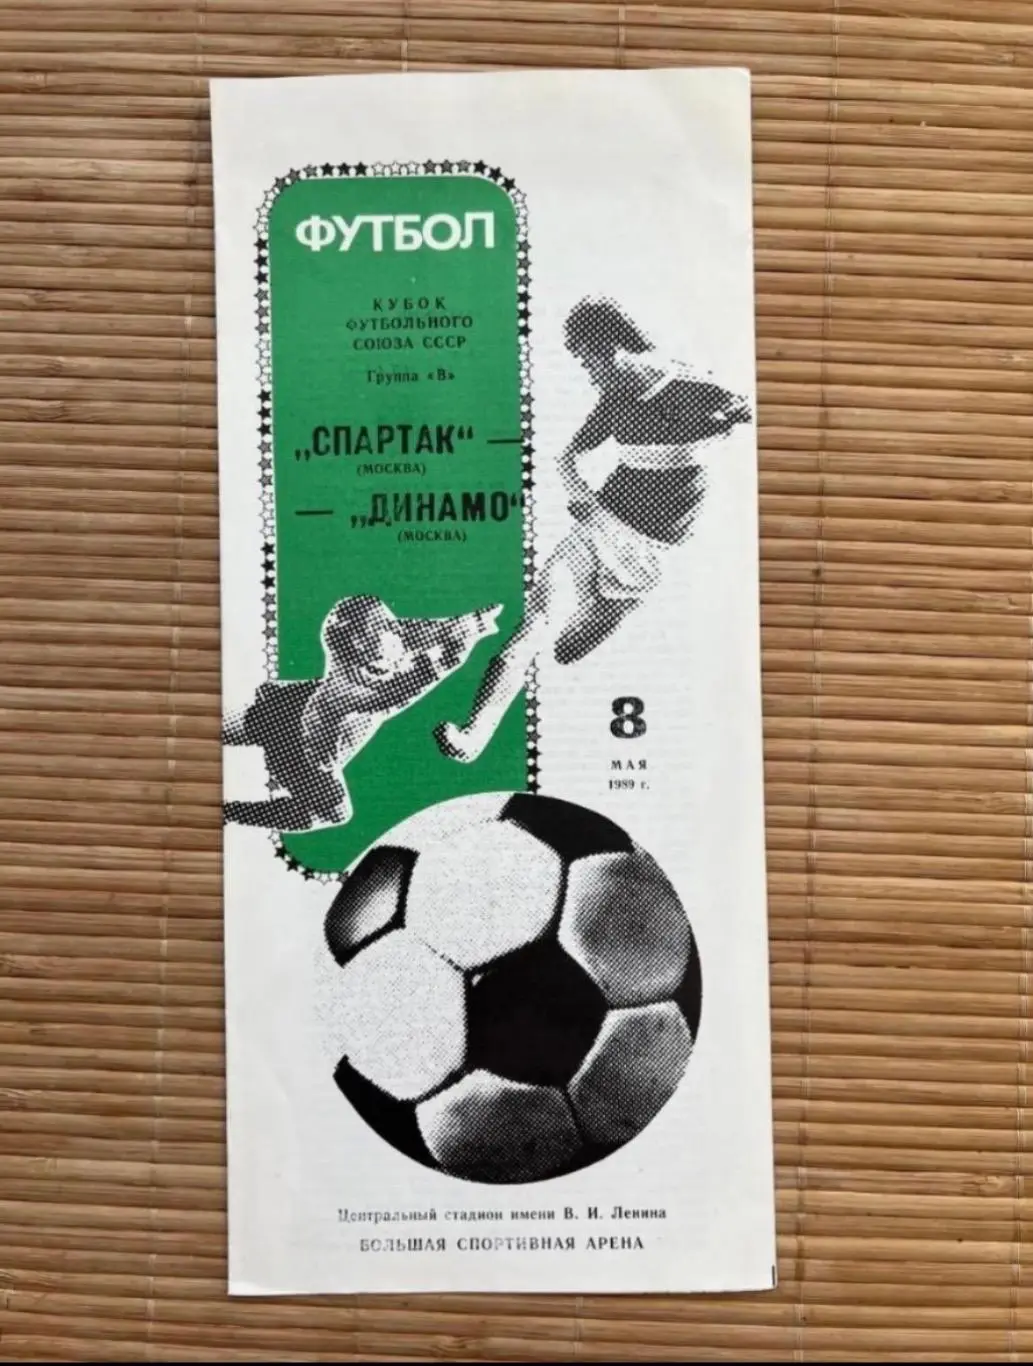 ФУТБОЛ
КУБОК
ФУТБОЛЬНОГО
СОЮЗА СССР
Группа «В»
„СПАРТАК“ —
(МОСКВА)
— „ДИНАМО“
(МОСКВА)
8
МАЯ
1989 г.
Центральный стадион имени В. И. Ленина
БОЛЬШАЯ СПОРТИВНАЯ АРЕНА